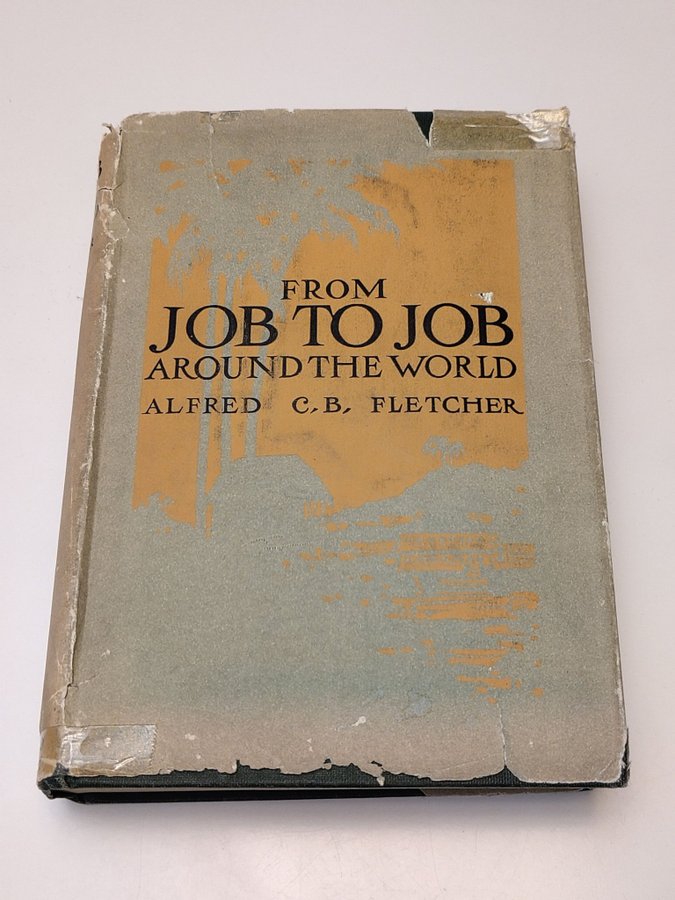 FROM
JOB TO JOB
AROUND THE WORLD
ALFRED C. B. FLETCHER